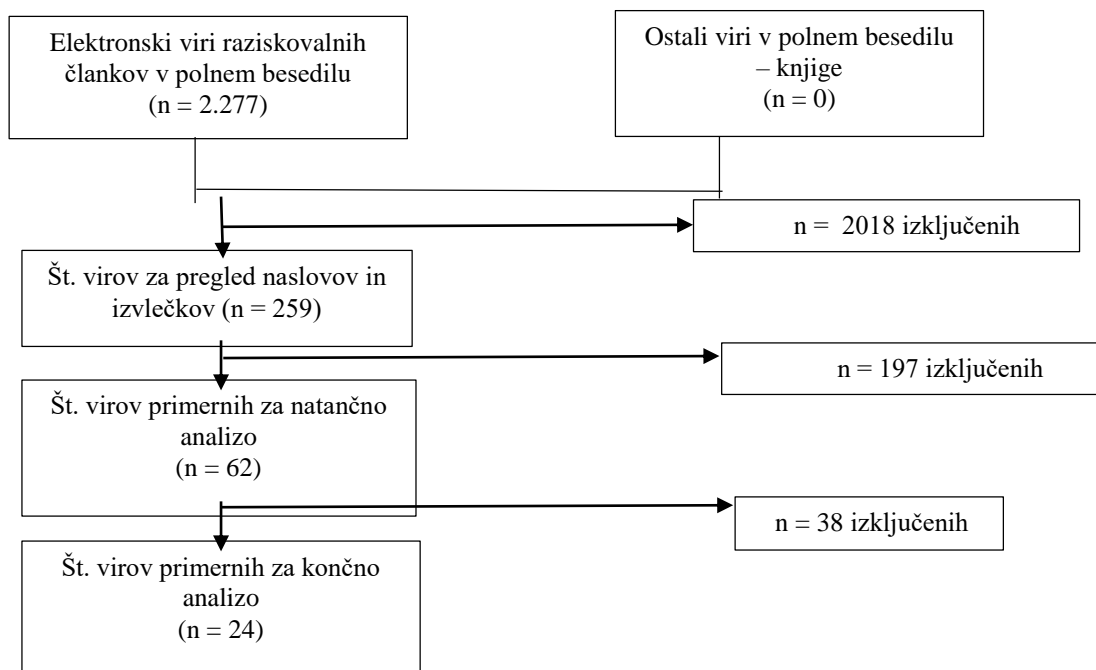 Elektronski viri raziskovalnih
člankov v polnem besedilu
(n = 2.277)
Ostali viri v polnem besedilu
– knjige
(n = 0)
n =  2018 izključenih
Št. virov za pregled naslovov in
izvlečkov (n = 259)
n = 197 izključenih
Št. virov primernih za natančno
analizo
(n = 62)
n = 38 izključenih
Št. virov primernih za končno
analizo
(n = 24)